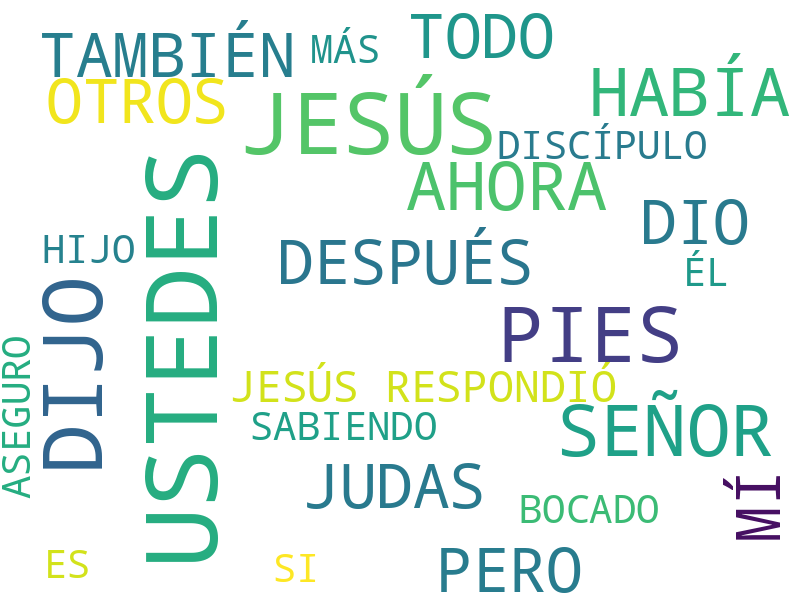 TODO
TAMBIÉN
MÁS
HABÍA
OTROS
JESÚS
DISCÍPULO
AHORA
USTEDES
DIO
HIJO
DESPUÉS
ÉL
DIJO
PIES
ASEGURO
JESÚS RESPONDIÓ
SABIENDO
SEÑOR
JUDAS
MÍ
BOCADO
ES
SI
PERO